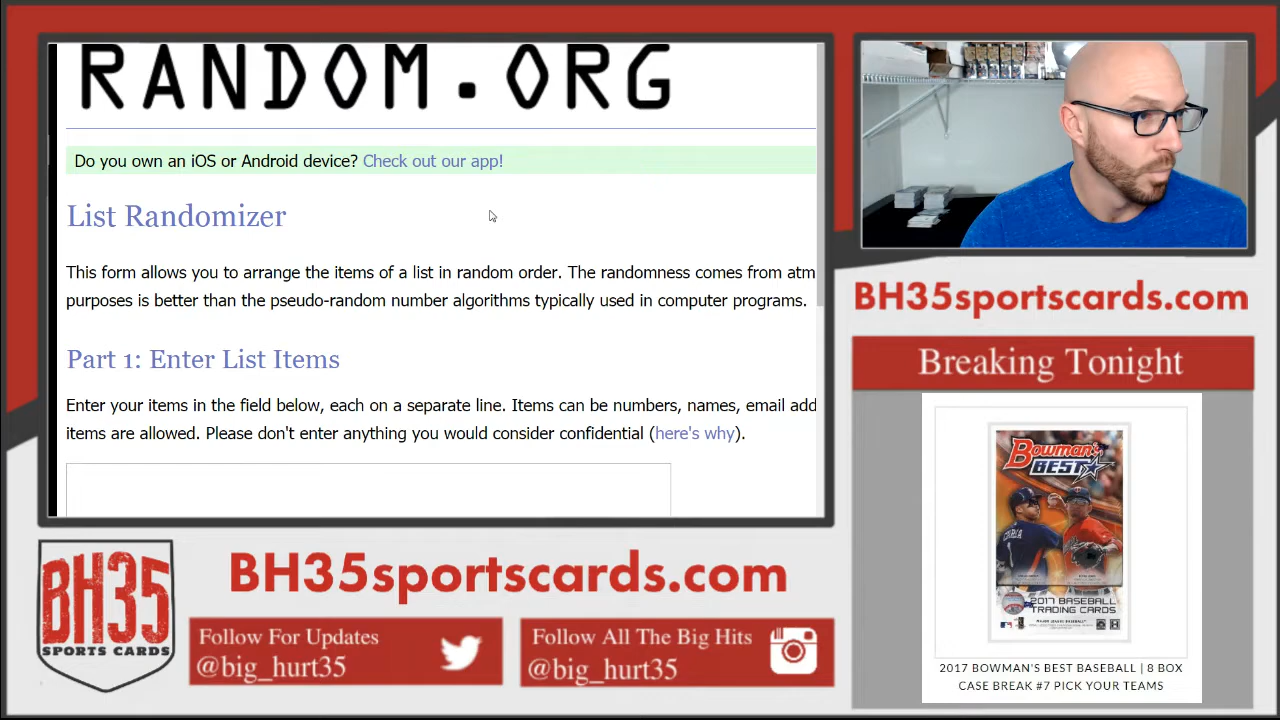 RANDOM.ORG
Do you own an iOS or Android device? Check out our app!
List Randomizer
This form allows you to arrange the items of a list in random order. The randomness comes from atm
purposes is better than the pseudo-random number algorithms typically used in computer programs.
Part 1: Enter List Items
Enter your items in the field below, each on a separate line. Items can be numbers, names, email add
items are allowed. Please don't enter anything you would consider confidential (here's why).
BH35sportscards.com
Breaking Tonight
Bowman's
BEST
2017 BASEBALL
TRADING CARDS
2017 BOWMAN'S BEST BASEBALL | 8 BOX
CASE BREAK #7 PICK YOUR TEAMS
BH35
SPORTS CARDS
BH35sportscards.com
Follow For Updates
@big_hurt35
Follow All The Big Hits
@big_hurt35